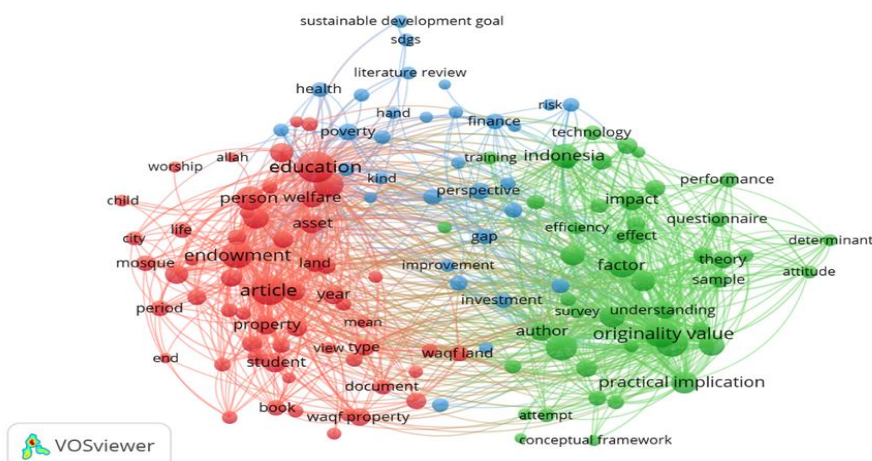 sustainable development goal
sdgs
literature review
health
hand
finance
risk
technology
poverty
training
indonesia
worship
allah
education
kind
perspective
performance
child
person
welfare
impact
asset
questionnaire
city
life
gap
efficiency
effect
determinant
mosque
endowment
land
improvement
factor
theory
sample
attitude
article
year
investment
period
property
mean
survey
understanding
author
originality value
end
student
view
type
waqf land
document
practical implication
book
waqf property
attempt
conceptual framework
VOSviewer